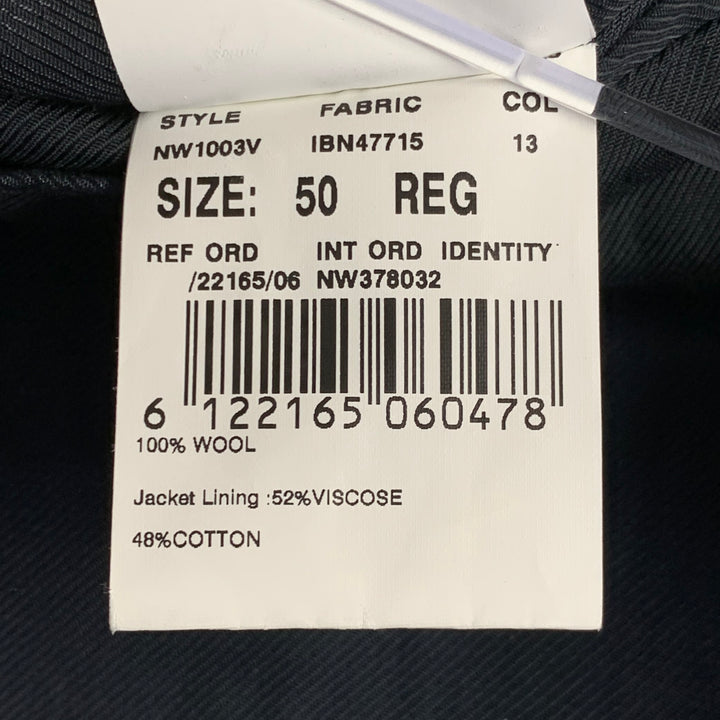 STYLE FABRIC COL
NW1003V IBN47715 13
SIZE: 50 REG
REF ORD INT ORD IDENTITY
/22165/06 NW378032
6 122165 060478
100% WOOL
Jacket Lining :52%VISCOSE
48%COTTON